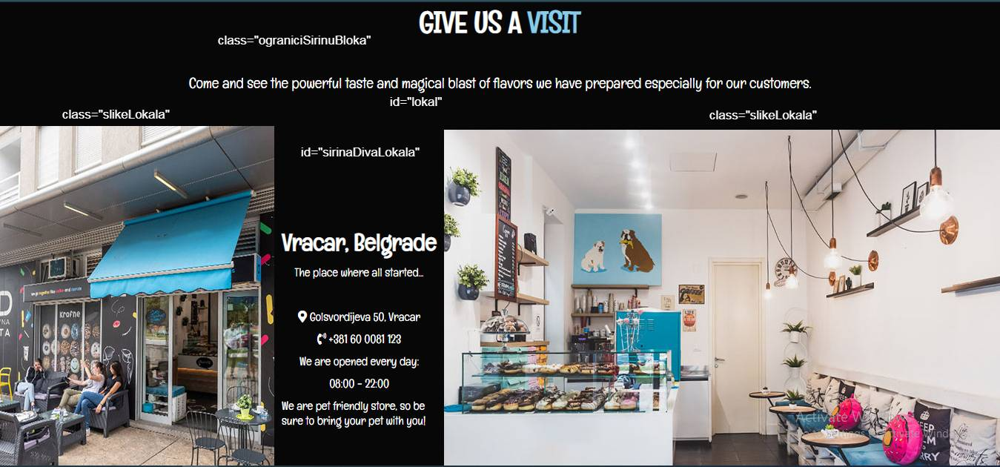 GIVE US A VISIT
class="ograniciSirinuBloka"
Come and see the powerful taste and magical blast of flavors we have prepared especially for our customers.
id="lokal"
class="slikeLokala"
class="slikeLokala"
id="sirinaDivaLokala"
Vracar, Belgrade
The place where all started...
Golsvordijeva 50, Vracar
+381 60 0081 123
We are opened every day:
08:00 - 22:00
We are pet friendly store, so be
sure to bring your pet with you!
Krofne
LIFE
KEEP